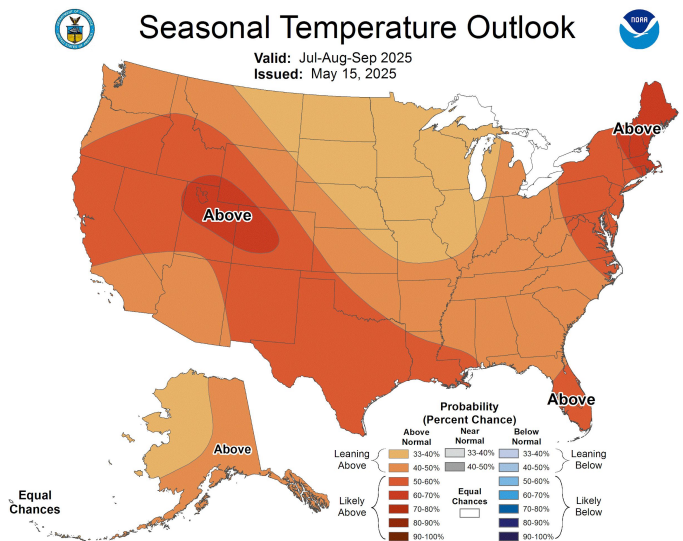 Seasonal Temperature Outlook
NOAA
Valid: Jul-Aug-Sep 2025
Issued: May 15, 2025
Above
Above
Above
Above
Equal
Chances
Probability
(Percent Chance)
Above
Normal
Near
Normal
Below
Normal
Leaning
Above
33-40%
40-50%
Likely
Above
50-60%
60-70%
70-80%
80-90%
90-100%
33-40%
40-50%
Equal
Chances
33-40%
40-50%
Leaning
Below
50-60%
60-70%
70-80%
80-90%
90-100%
Likely
Below